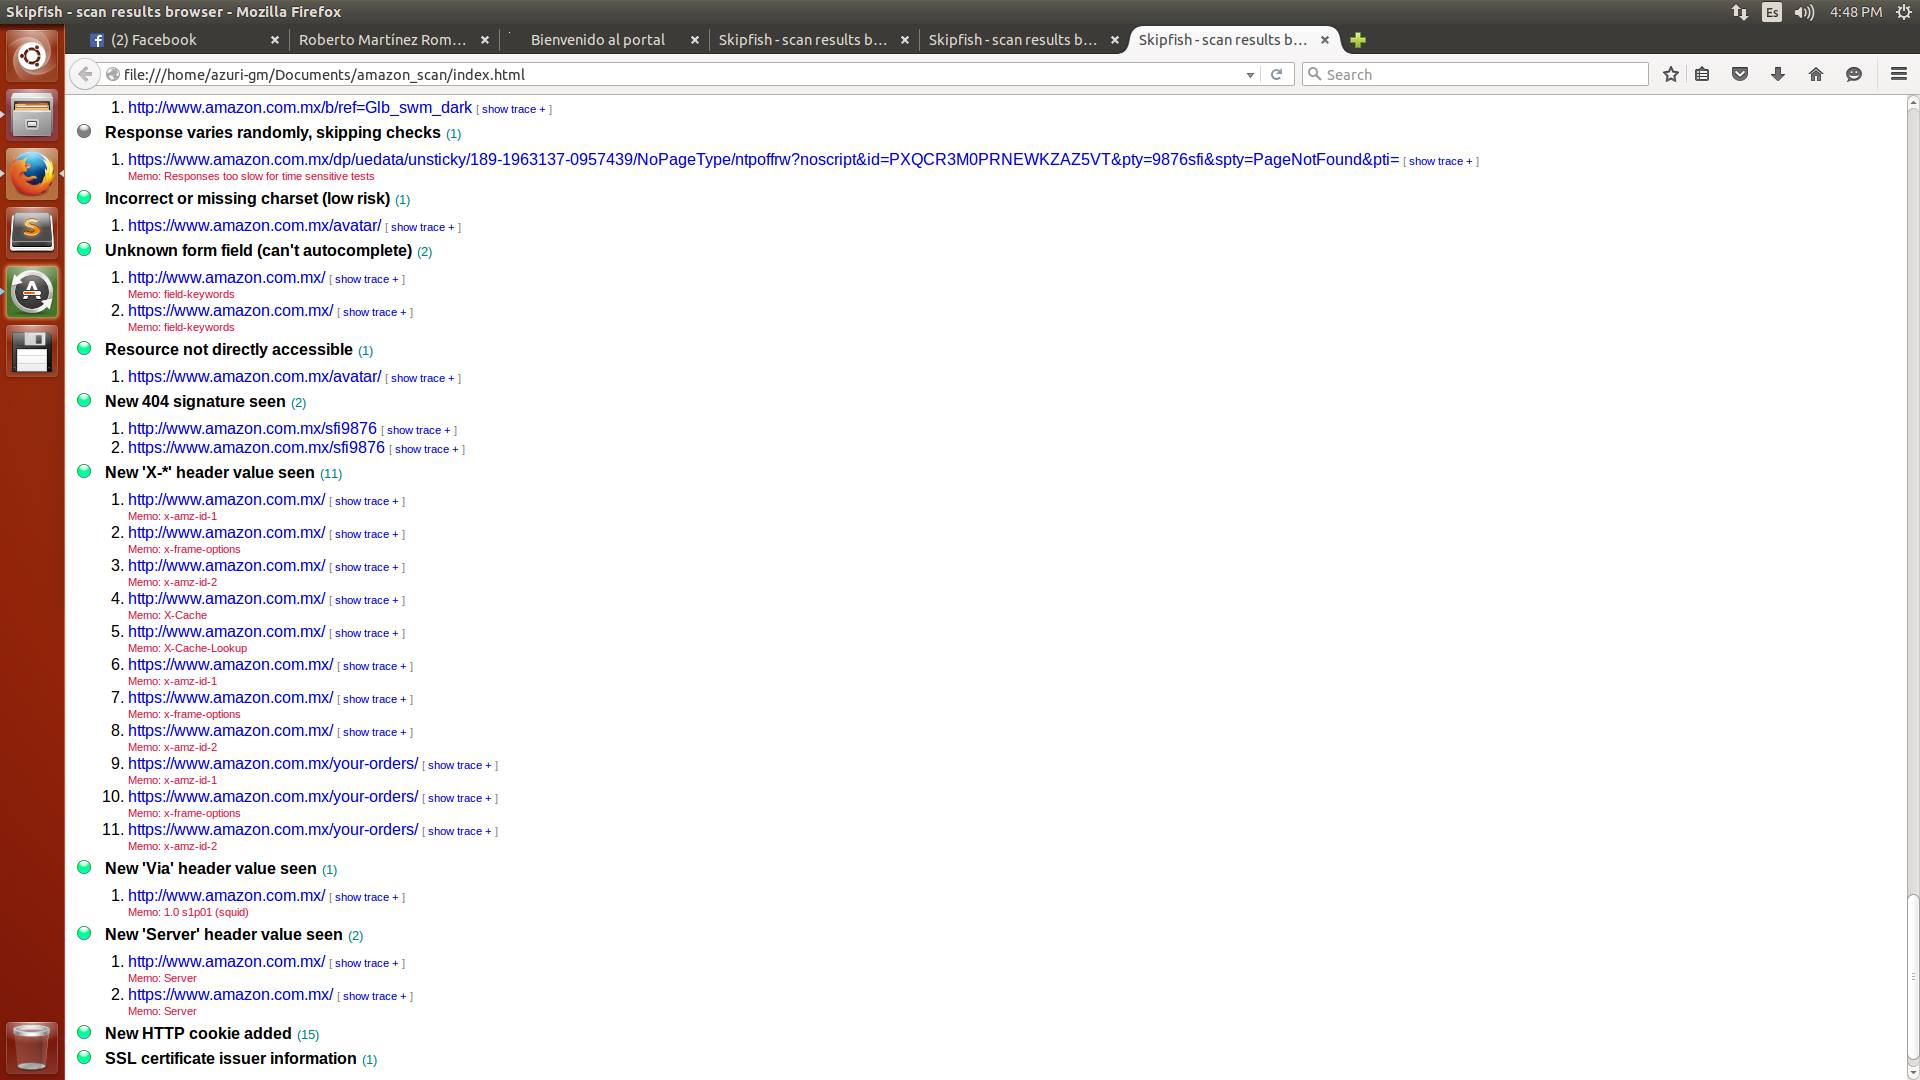 Skipfish - scan results browser - Mozilla Firefox
Es
4:48 PM
(2) Facebook
Roberto Martínez Rom...
Bienvenido al portal
Skipfish - scan results b...
Skipfish - scan results b...
Skipfish - scan results b...
file:///home/azuri-gm/Documents/amazon_scan/index.html
Search
1. http://www.amazon.com.mx/b/ref=Glb_swm_dark [ show trace + ]
Response varies randomly, skipping checks (1)
1. https://www.amazon.com.mx/dp/uedata/unsticky/189-1963137-0957439/NoPageType/ntpoffrw?noscript&id=PXQCR3M0PRNEWKZAZ5VT&pty=9876sfi&spty=PageNotFound&pti= [ show trace + ]
Memo: Responses too slow for time sensitive tests
Incorrect or missing charset (low risk) (1)
1. https://www.amazon.com.mx/avatar/ [ show trace + ]
Unknown form field (can't autocomplete) (2)
1. http://www.amazon.com.mx/ [ show trace + ]
Memo: field-keywords
2. https://www.amazon.com.mx/ [ show trace + ]
Memo: field-keywords
Resource not directly accessible (1)
1. https://www.amazon.com.mx/avatar/ [ show trace + ]
New 404 signature seen (2)
1. http://www.amazon.com.mx/sfi9876 [ show trace + ]
2. https://www.amazon.com.mx/sfi9876 [ show trace + ]
New 'X-*' header value seen (11)
1. http://www.amazon.com.mx/ [ show trace + ]
Memo: x-amz-id-1
2. http://www.amazon.com.mx/ [ show trace + ]
Memo: x-frame-options
3. http://www.amazon.com.mx/ [ show trace + ]
Memo: x-amz-id-2
4. http://www.amazon.com.mx/ [ show trace + ]
Memo: X-Cache
5. http://www.amazon.com.mx/ [ show trace + ]
Memo: X-Cache-Lookup
6. https://www.amazon.com.mx/ [ show trace + ]
Memo: x-amz-id-1
7. https://www.amazon.com.mx/ [ show trace + ]
Memo: x-frame-options
8. https://www.amazon.com.mx/ [ show trace + ]
Memo: x-amz-id-2
9. https://www.amazon.com.mx/your-orders/ [ show trace + ]
Memo: x-amz-id-1
10. https://www.amazon.com.mx/your-orders/ [ show trace + ]
Memo: x-frame-options
11. https://www.amazon.com.mx/your-orders/ [ show trace + ]
Memo: x-amz-id-2
New 'Via' header value seen (1)
1. http://www.amazon.com.mx/ [ show trace + ]
Memo: 1.0 s1p01 (squid)
New 'Server' header value seen (2)
1. http://www.amazon.com.mx/ [ show trace + ]
Memo: Server
2. https://www.amazon.com.mx/ [ show trace + ]
Memo: Server
New HTTP cookie added (15)
SSL certificate issuer information (1)